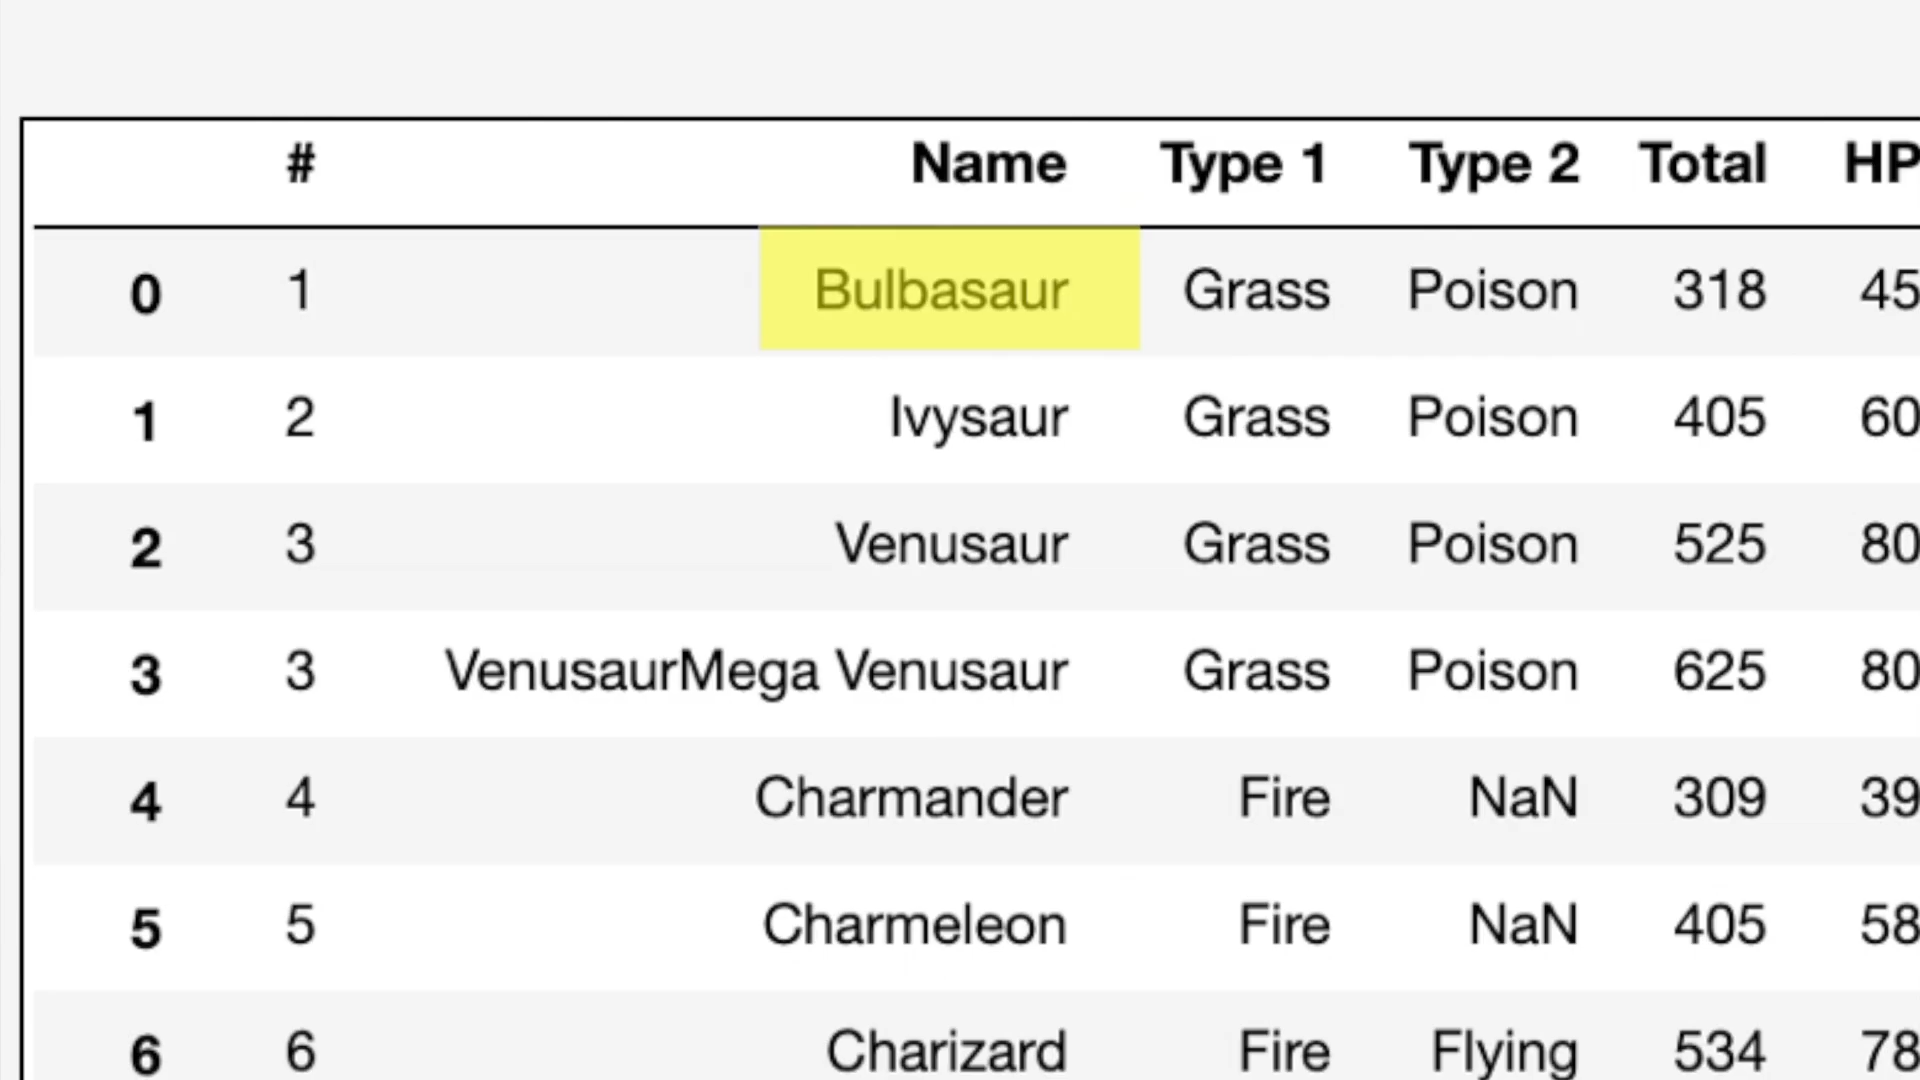 # Name Type 1 Type 2 Total HP
0 1 Bulbasaur Grass Poison 318 45
1 2 Ivysaur Grass Poison 405 60
2 3 Venusaur Grass Poison 525 80
3 3 VenusaurMega Venusaur Grass Poison 625 80
4 4 Charmander Fire NaN 309 39
5 5 Charmeleon Fire NaN 405 58
6 6 Charizard Fire Flying 534 78